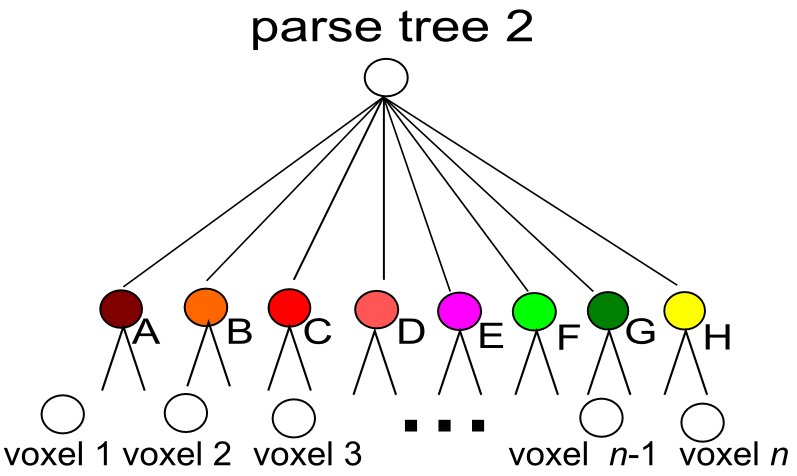 parse tree 2
A B C D E F G H
voxel 1 voxel 2 voxel 3 ... voxel n-1 voxel n